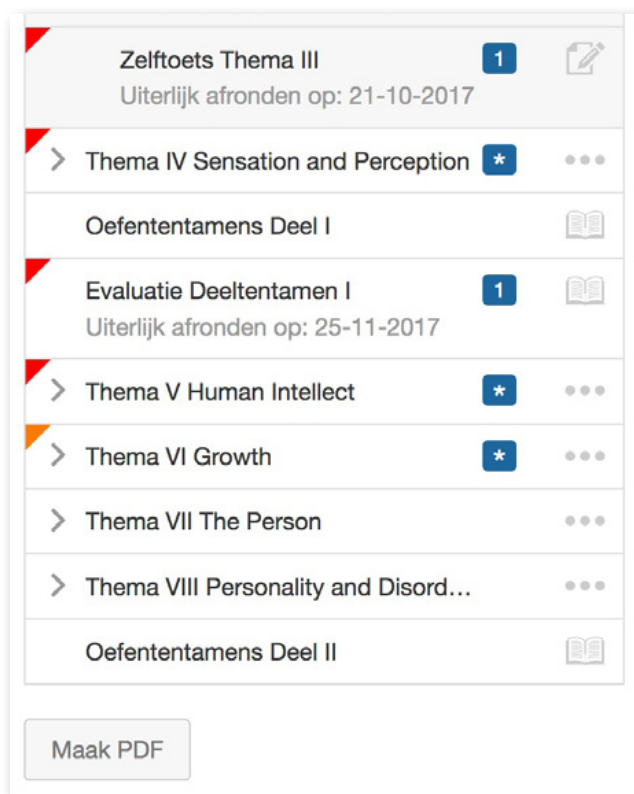 Zelftoets Thema III 1
Uiterlijk afronden op: 21-10-2017
Thema IV Sensation and Perception *
Oefententamens Deel I
Evaluatie Deeltentamen I 1
Uiterlijk afronden op: 25-11-2017
Thema V Human Intellect *
Thema VI Growth *
Thema VII The Person
Thema VIII Personality and Disord...
Oefententamens Deel II
Maak PDF